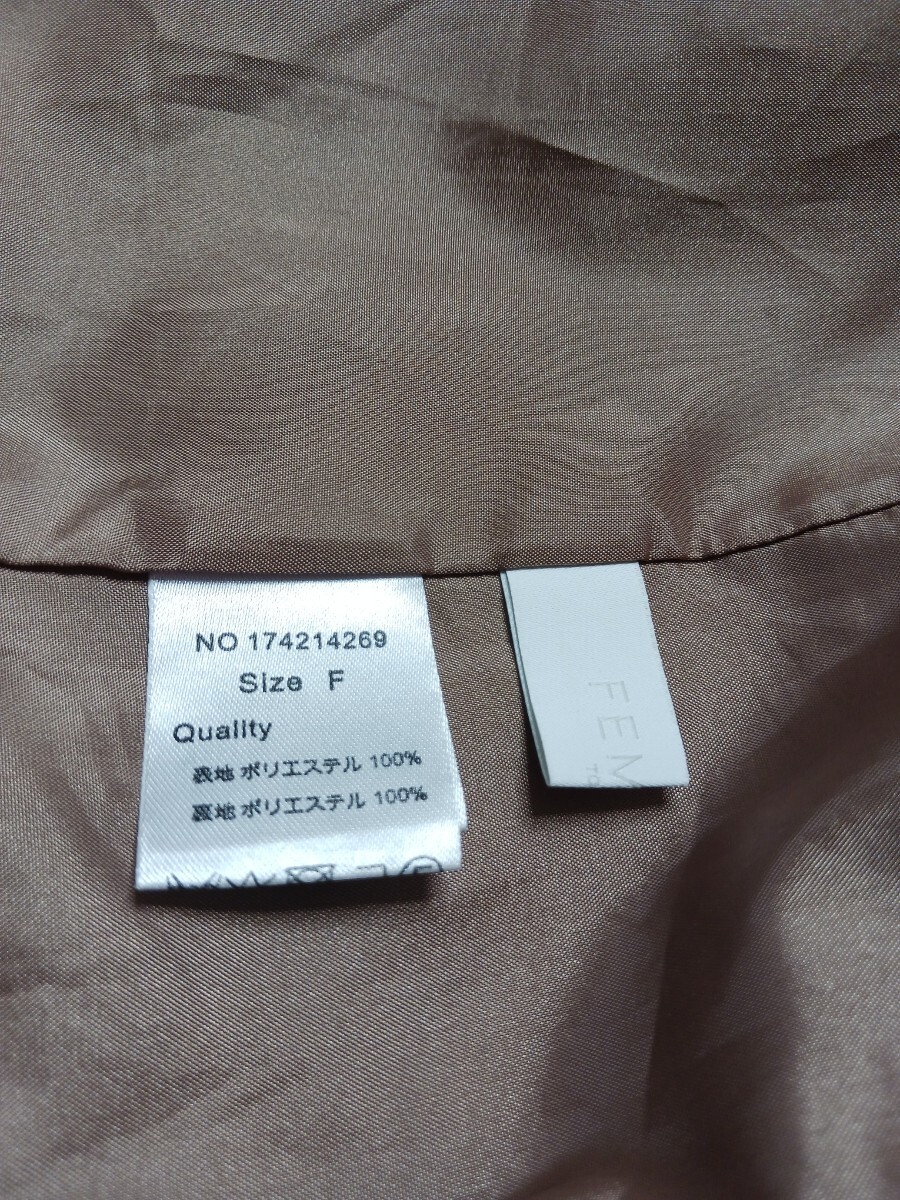 NO 174214269
Size F
Quality
表地 ポリエステル 100%
裏地 ポリエステル 100%
FEM
TO